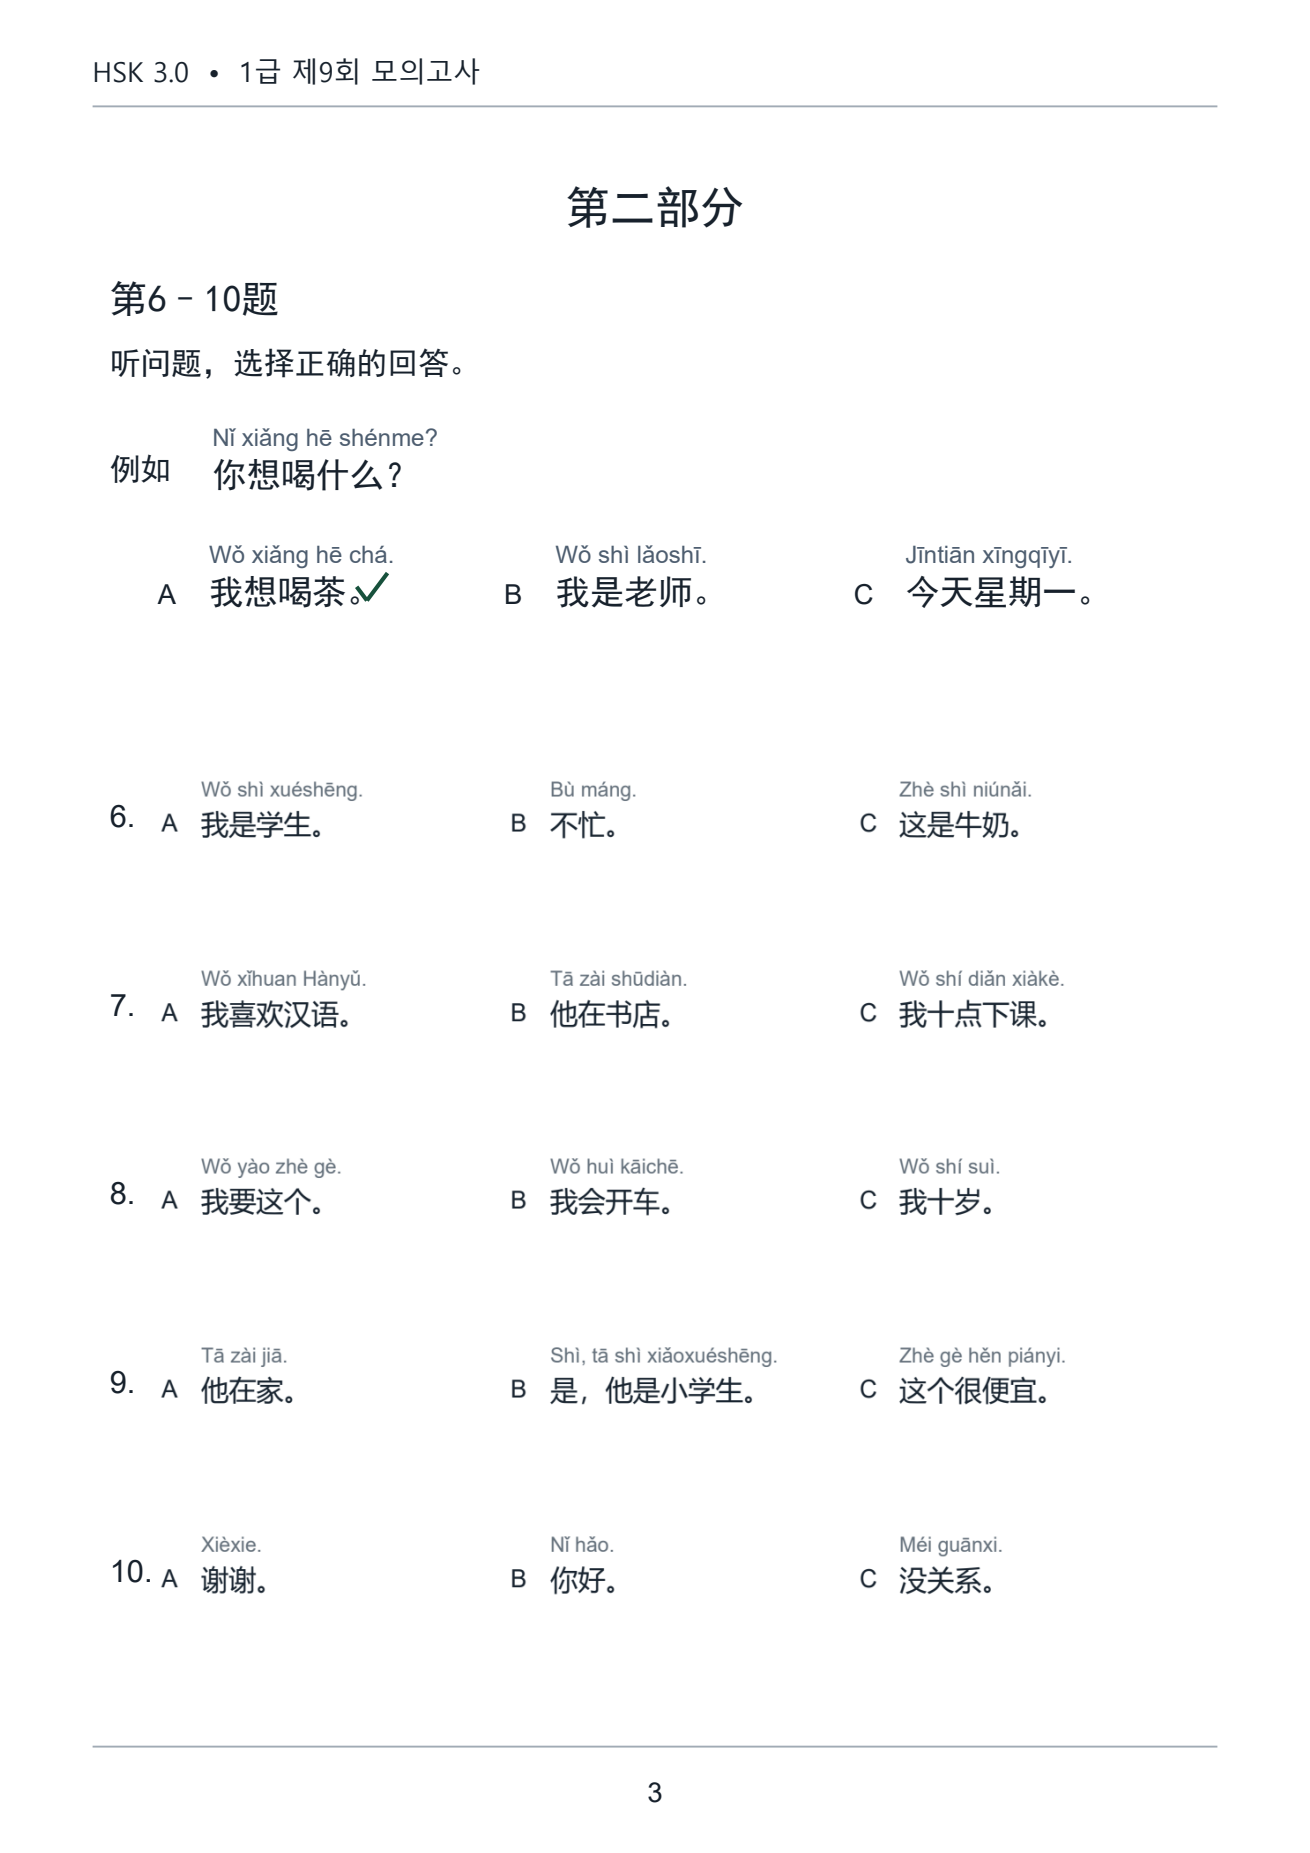 HSK 3.0 • 1급 제9회 모의고사
第二部分
第6－10题
听问题，选择正确的回答。
Nǐ xiǎng hē shénme?
例如 你想喝什么？
Wǒ xiǎng hē chá. Wǒ shì lǎoshī. Jīntiān xīngqīyī.
A 我想喝茶。✓ B 我是老师。 C 今天星期一。
Wǒ shì xuéshēng. Bù máng. Zhè shì niúnǎi.
6. A 我是学生。 B 不忙。 C 这是牛奶。
Wǒ xǐhuan Hànyǔ. Tā zài shūdiàn. Wǒ shí diǎn xiàkè.
7. A 我喜欢汉语。 B 他在书店。 C 我十点下课。
Wǒ yào zhè gè. Wǒ huì kāichē. Wǒ shí suì.
8. A 我要这个。 B 我会开车。 C 我十岁。
Tā zài jiā. Shì, tā shì xiǎoxuéshēng. Zhè gè hěn piányi.
9. A 他在家。 B 是，他是小学生。 C 这个很便宜。
Xièxie. Nǐ hǎo. Méi guānxi.
10. A 谢谢。 B 你好。 C 没关系。
3